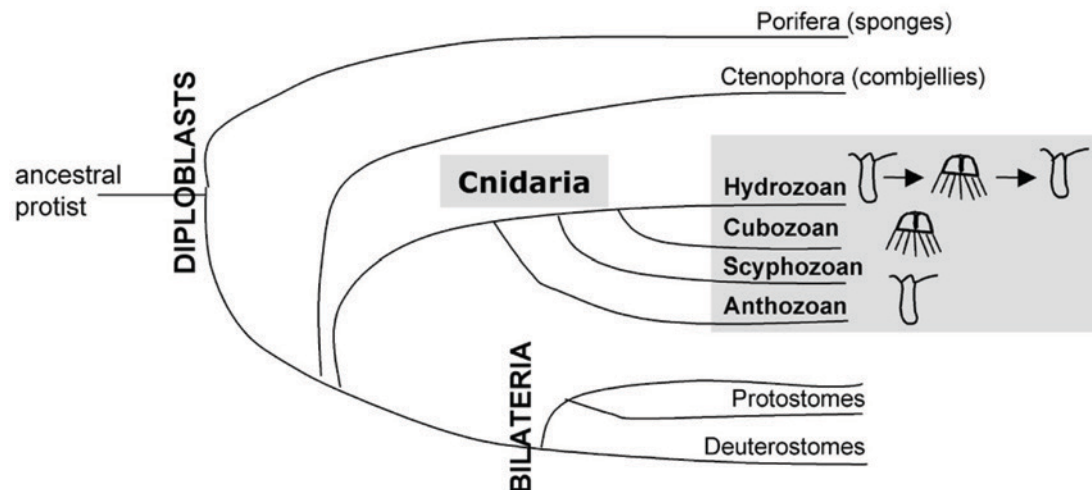 Porifera (sponges)
Ctenophora (combjellies)
DIPLOBLASTS
ancestral
protist
Cnidaria
Hydrozoan
Cubozoan
Scyphozoan
Anthozoan
BILATERIA
Protostomes
Deuterostomes